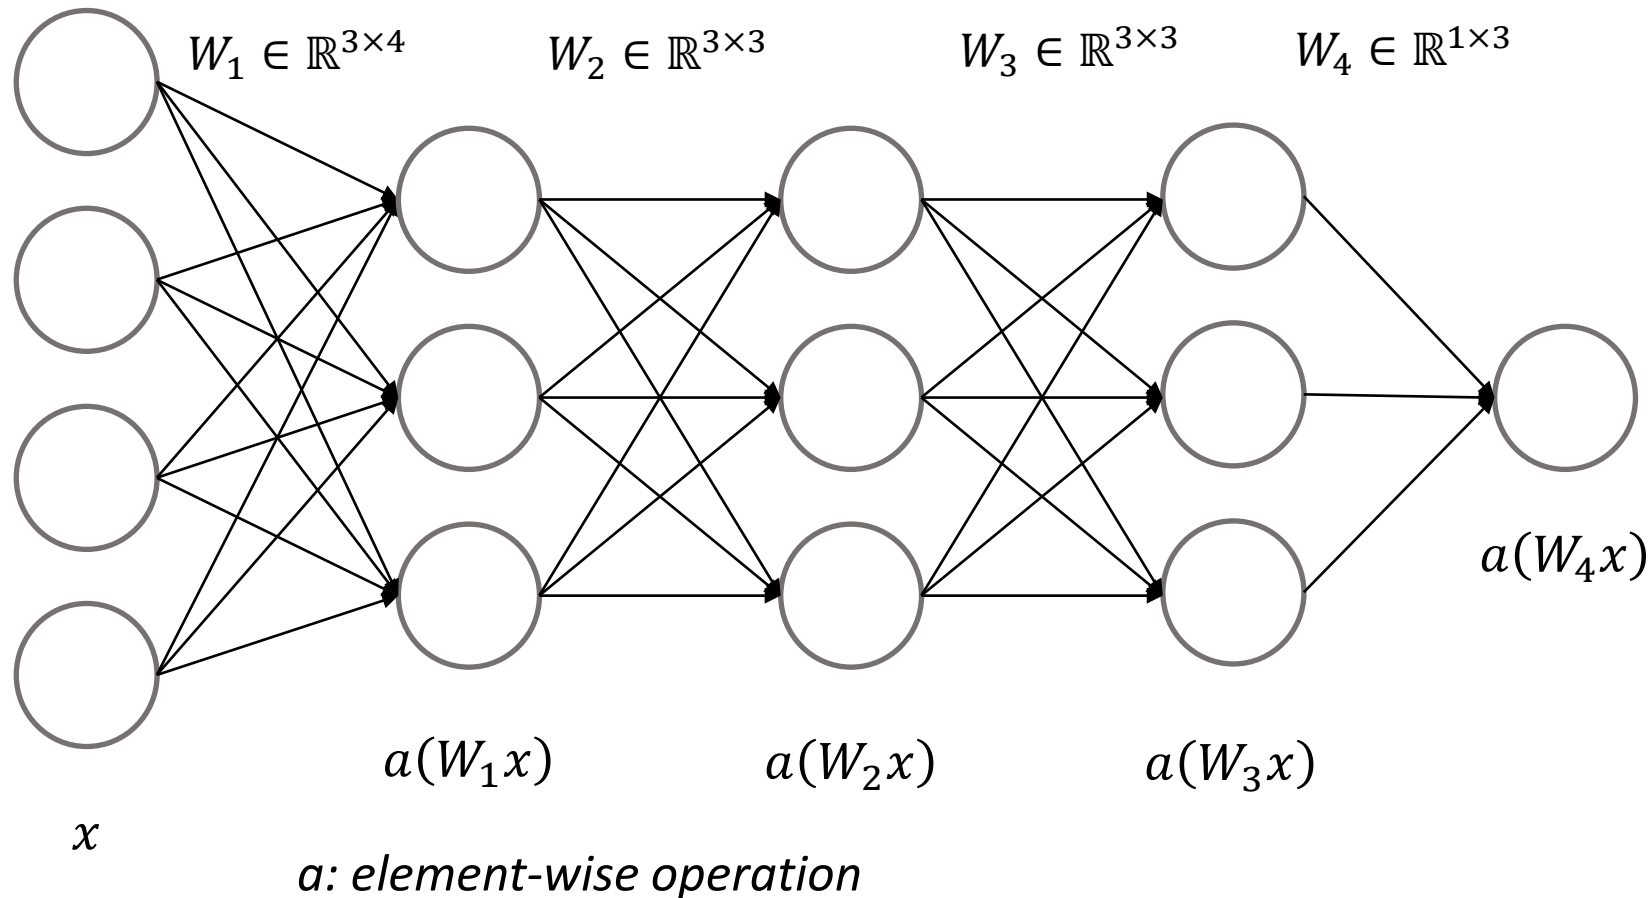 W₁ ∈ ℝ³ˣ⁴
W₂ ∈ ℝ³ˣ³
W₃ ∈ ℝ³ˣ³
W₄ ∈ ℝ¹ˣ³
a(W₄x)
a(W₁x)
a(W₂x)
a(W₃x)
x
a: element-wise operation